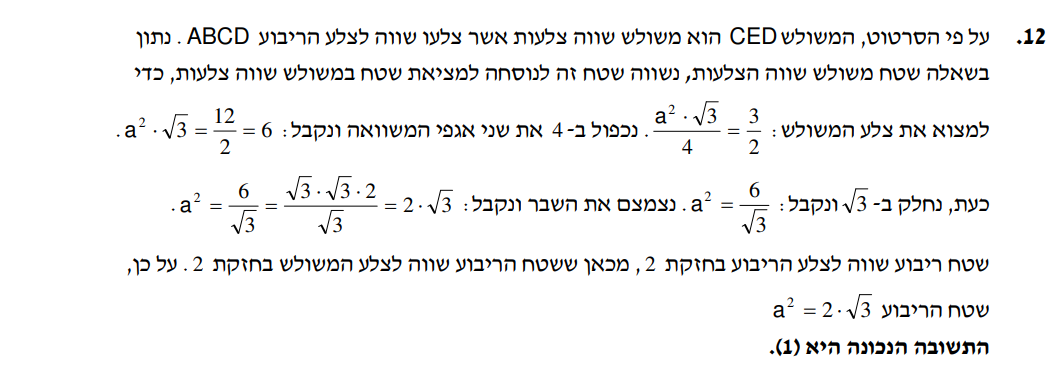 12. על פי הסרטוט, המשולש CED הוא משולש שווה צלעות אשר צלעו שווה לצלע הריבוע ABCD. נתון
בשאלה שטח משולש שווה הצלעות, נשווה שטח זה לנוסחה למציאת שטח במשולש שווה צלעות, כדי
למצוא את צלע המשולש: $\frac{a^2 \cdot \sqrt{3}}{4} = \frac{3}{2}$. נכפול ב- 4 את שני אגפי המשוואה ונקבל: $a^2 \cdot \sqrt{3} = \frac{12}{2} = 6$.
כעת, נחלק ב- $\sqrt{3}$ ונקבל: $a^2 = \frac{6}{\sqrt{3}}$. נצמצם את השבר ונקבל: $a^2 = \frac{6}{\sqrt{3}} = \frac{\sqrt{3} \cdot \sqrt{3} \cdot 2}{\sqrt{3}} = 2 \cdot \sqrt{3}$.
שטח ריבוע שווה לצלע הריבוע בחזקת 2, מכאן ששטח הריבוע שווה לצלע המשולש בחזקת 2. על כן,
שטח הריבוע $a^2 = 2 \cdot \sqrt{3}$
התשובה הנכונה היא (1).